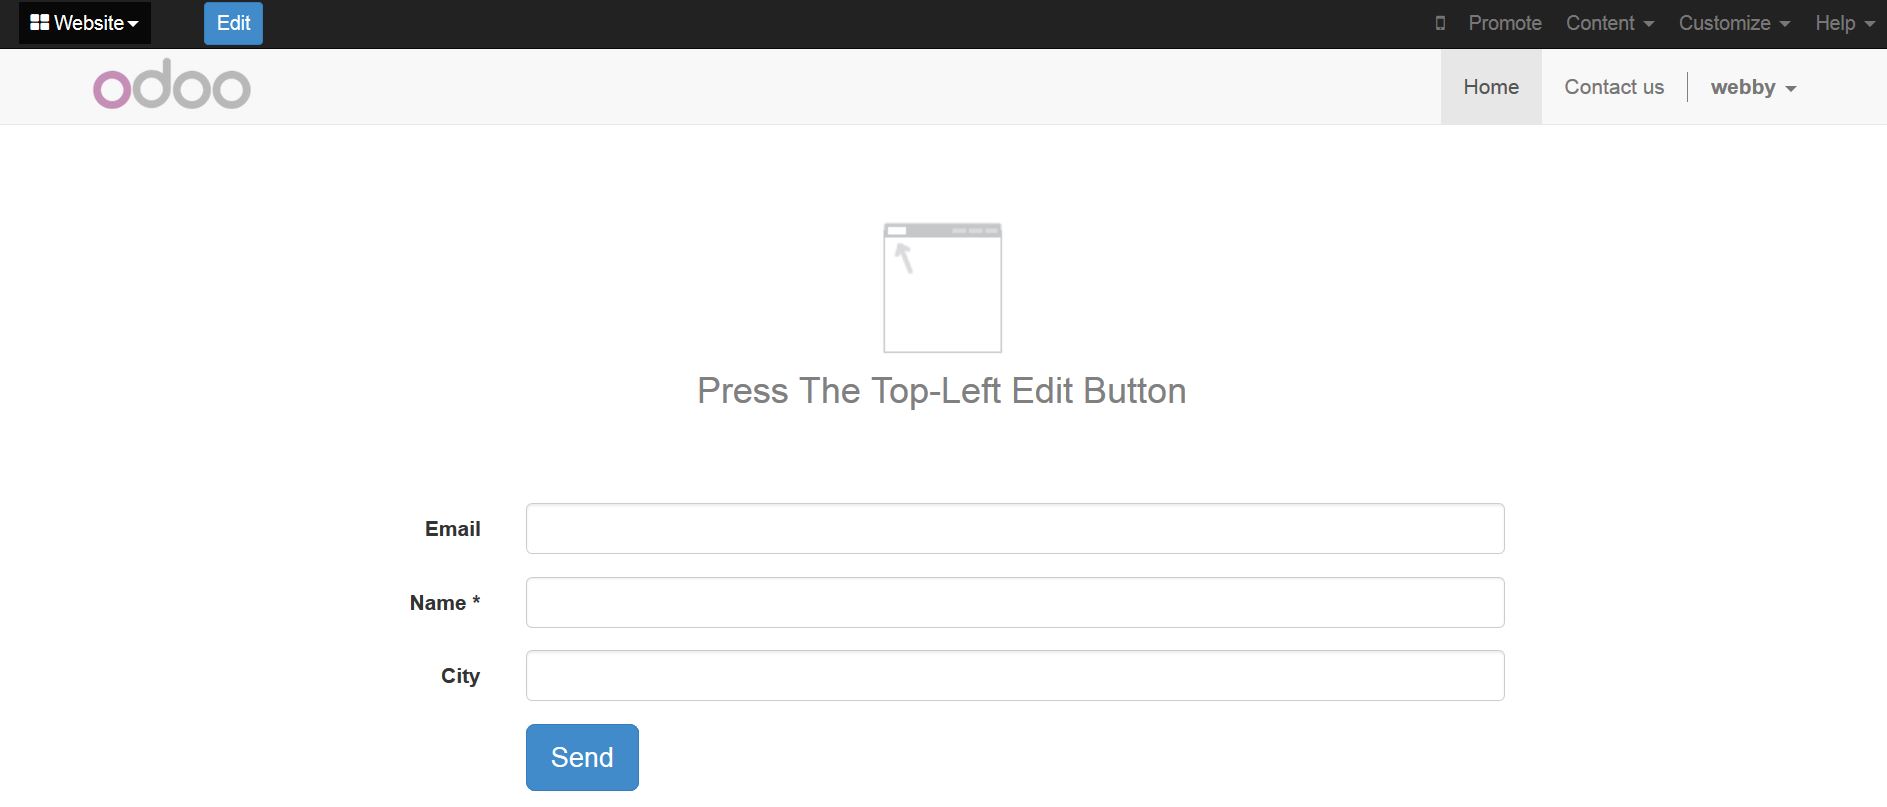 Website Edit Promote Content Customize Help
odoo Home Contact us webby
Press The Top-Left Edit Button
Email
Name *
City
Send